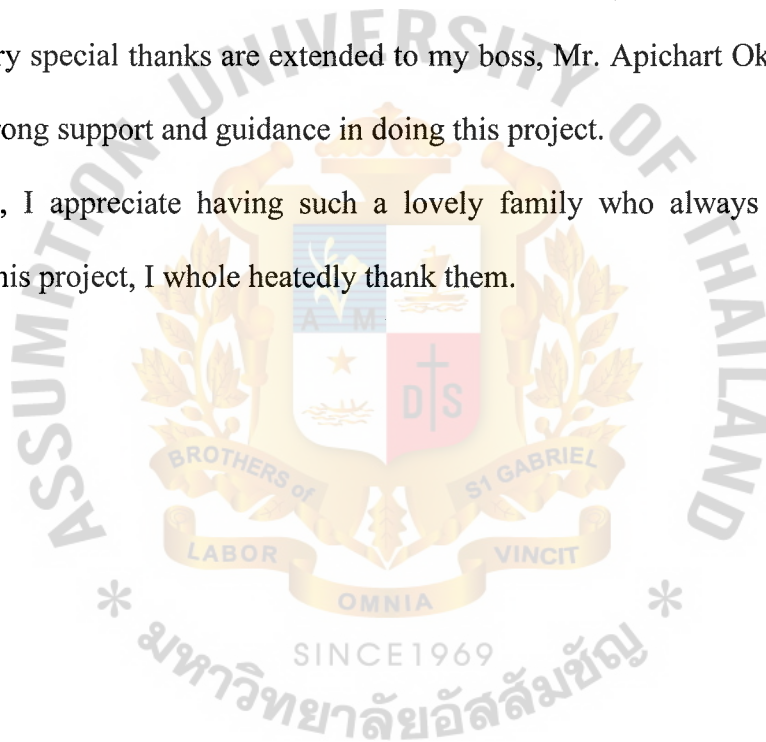 ry special thanks are extended to my boss, Mr. Apichart Ok
rong support and guidance in doing this project.
, I appreciate having such a lovely family who always
his project, I whole heatedly thank them.
ASSUMPTION UNIVERSITY OF THAILAND
A M
D S
BROTHERS of ST GABRIEL
LABOR
VINCIT
OMNIA
SINCE1969
* มหาวิทยาลัยอัสสัมชัญ *